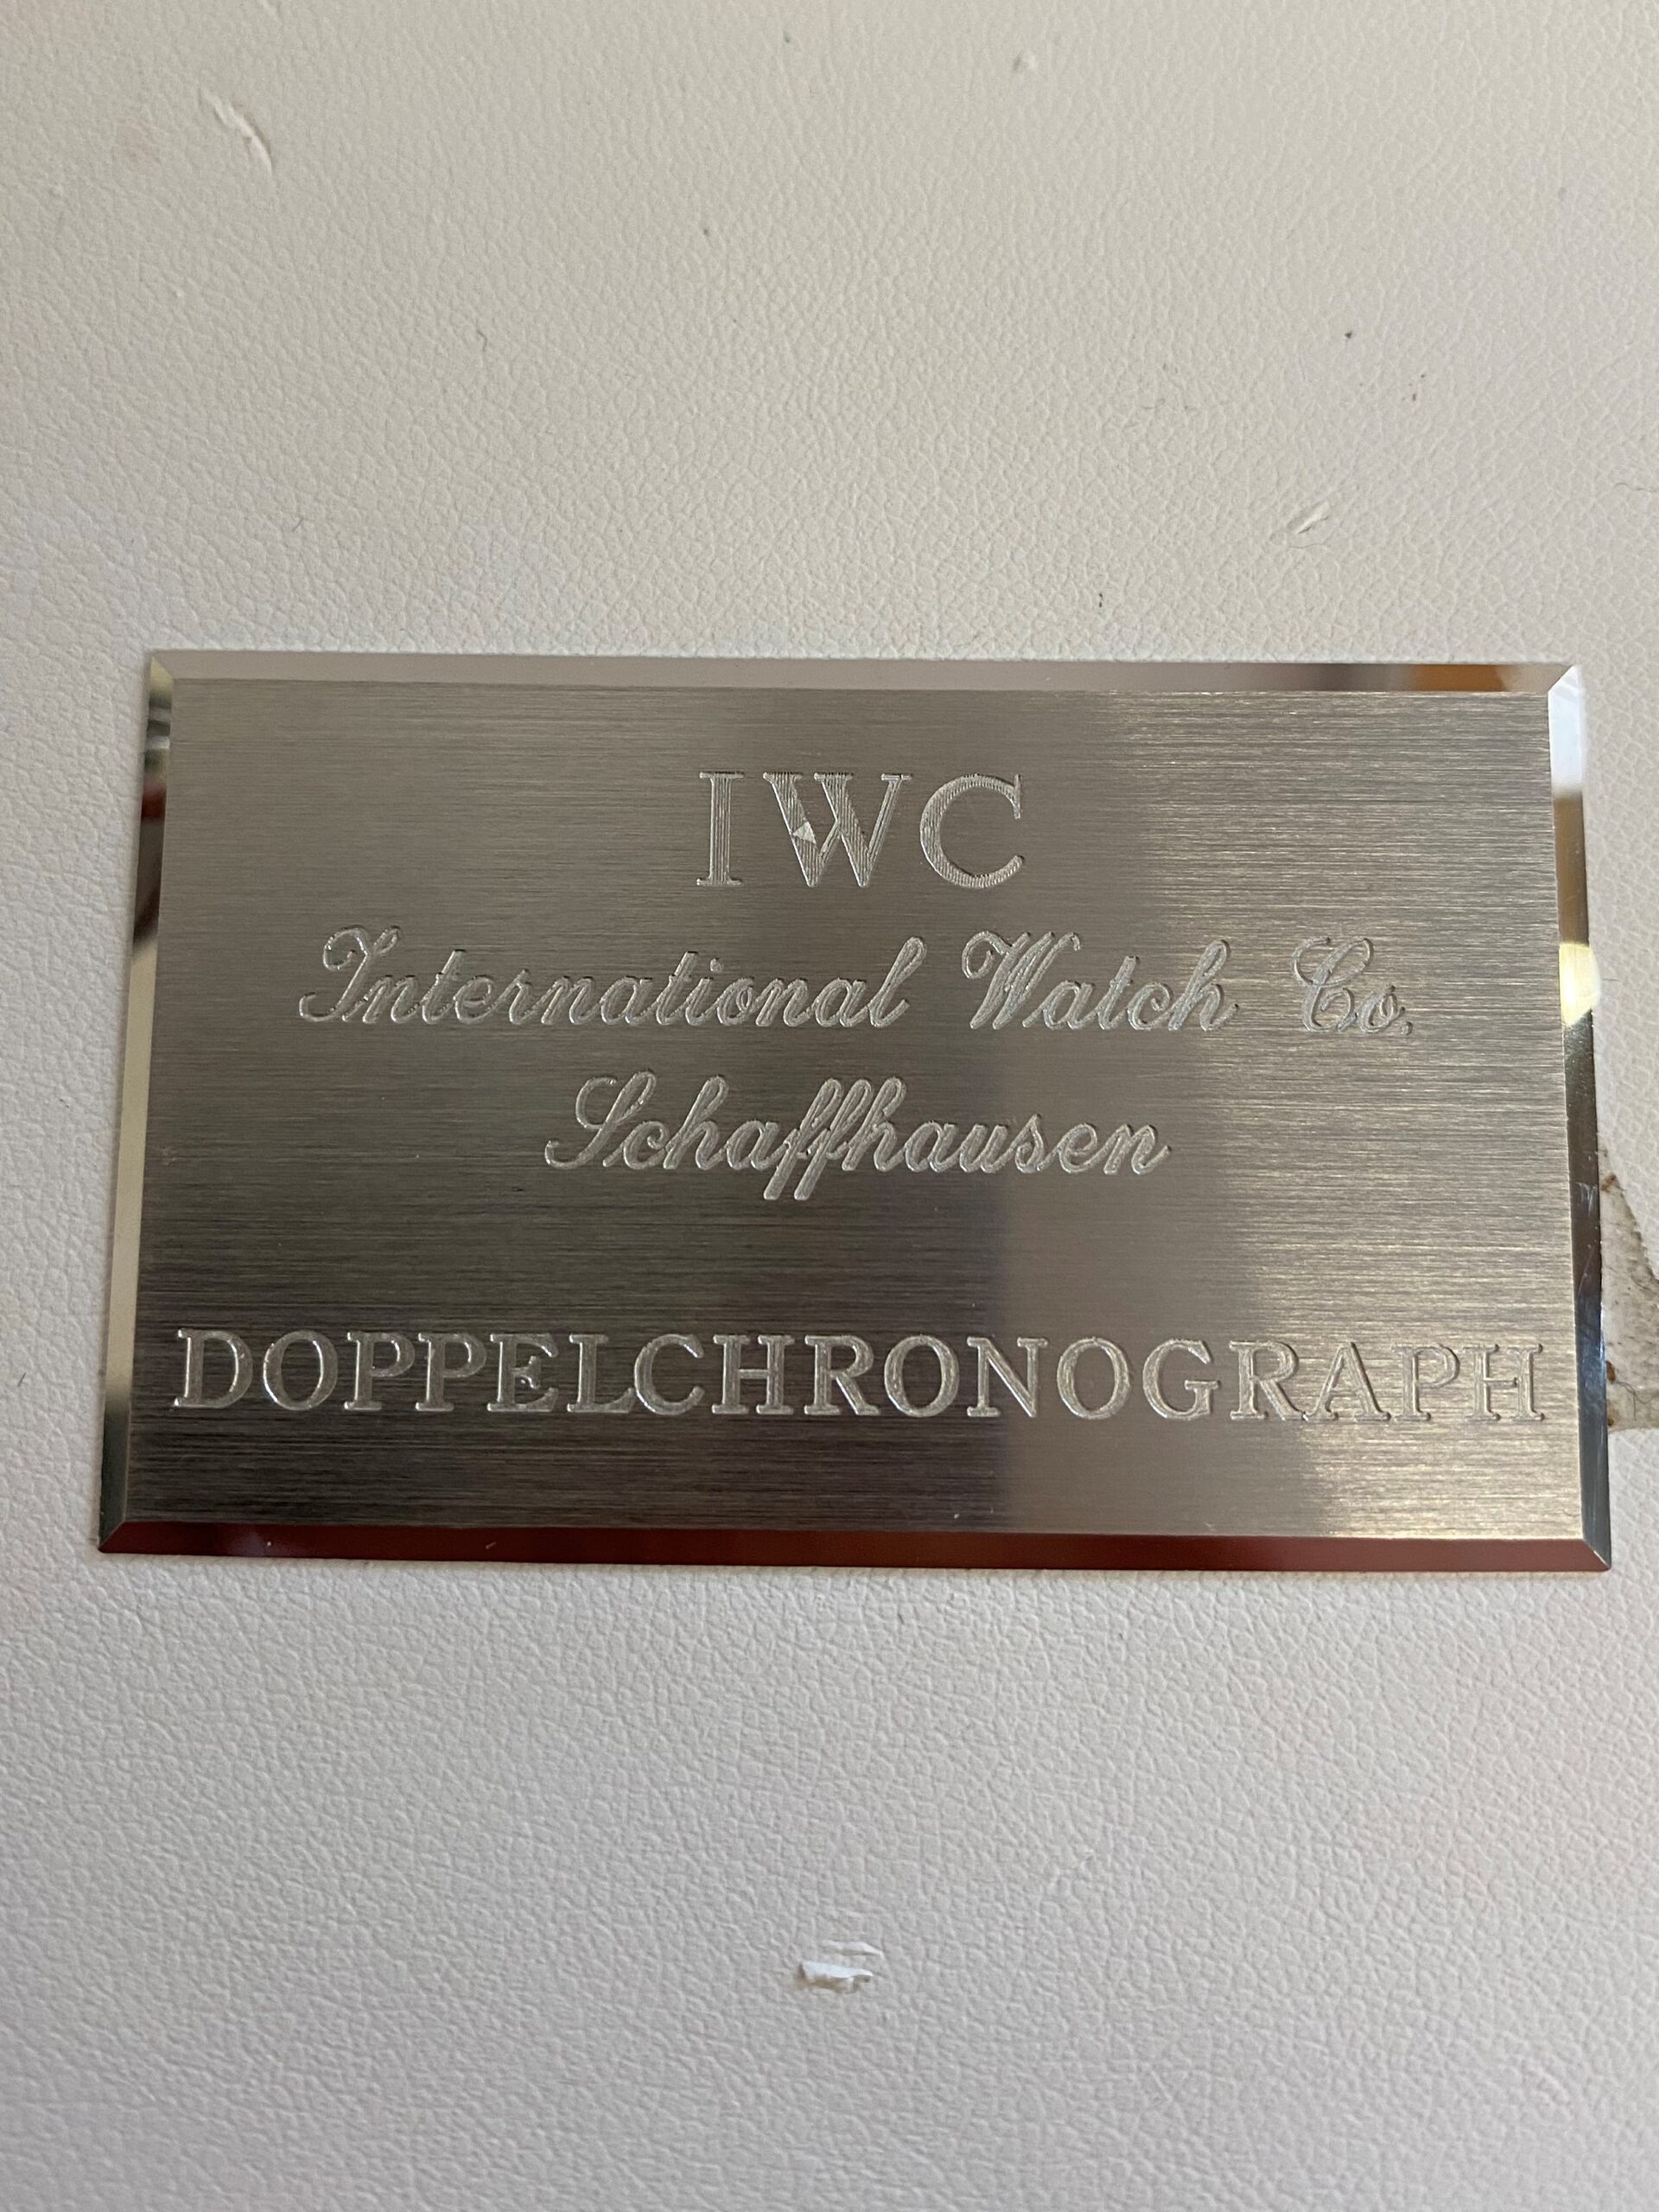 IWC
International Watch Co.
Schaffhausen
DOPPELCHRONOGRAPH